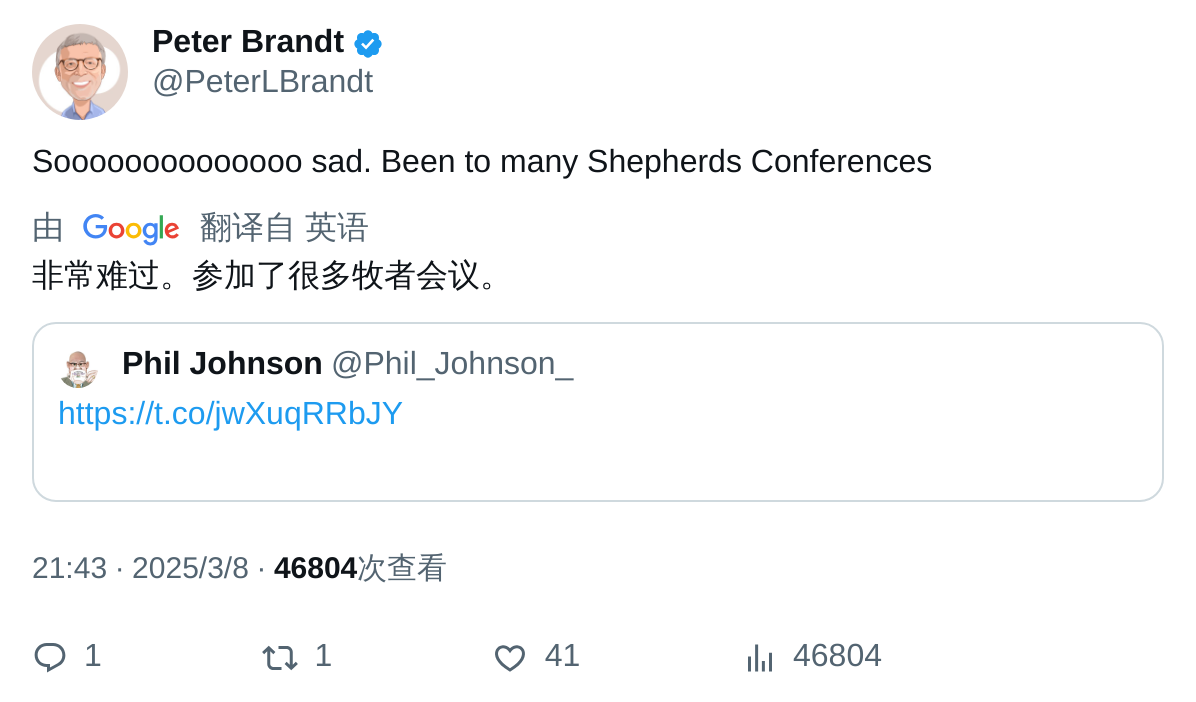 Peter Brandt
@PeterLBrandt
Soooooooooooooo sad. Been to many Shepherds Conferences
由 Google 翻译自 英语
非常难过。参加了很多牧者会议。
Phil Johnson @Phil_Johnson_
https://t.co/jwXuqRRbJY
21:43 · 2025/3/8 · 46804次查看
1 1 41 46804